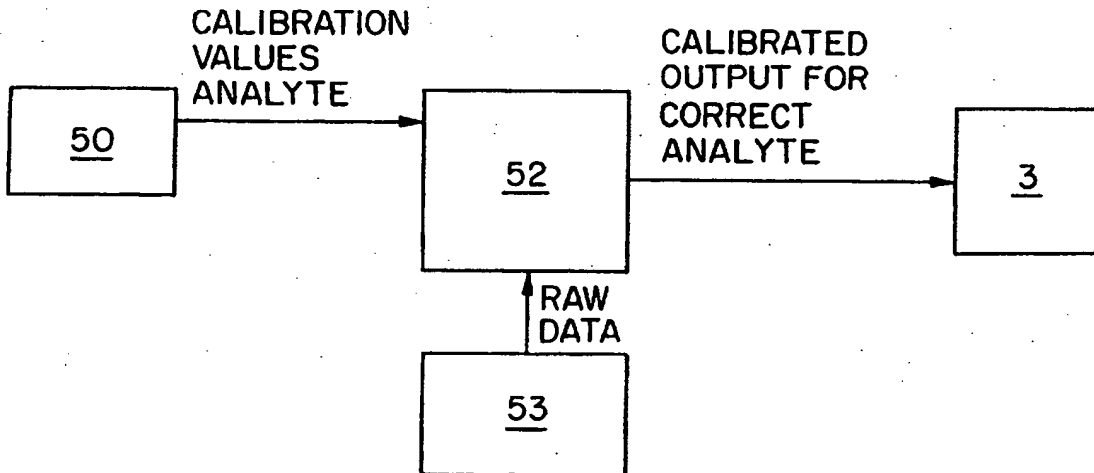 CALIBRATION
VALUES
ANALYTE
CALIBRATED
OUTPUT FOR
CORRECT
ANALYTE
50
52
3
RAW
DATA
53